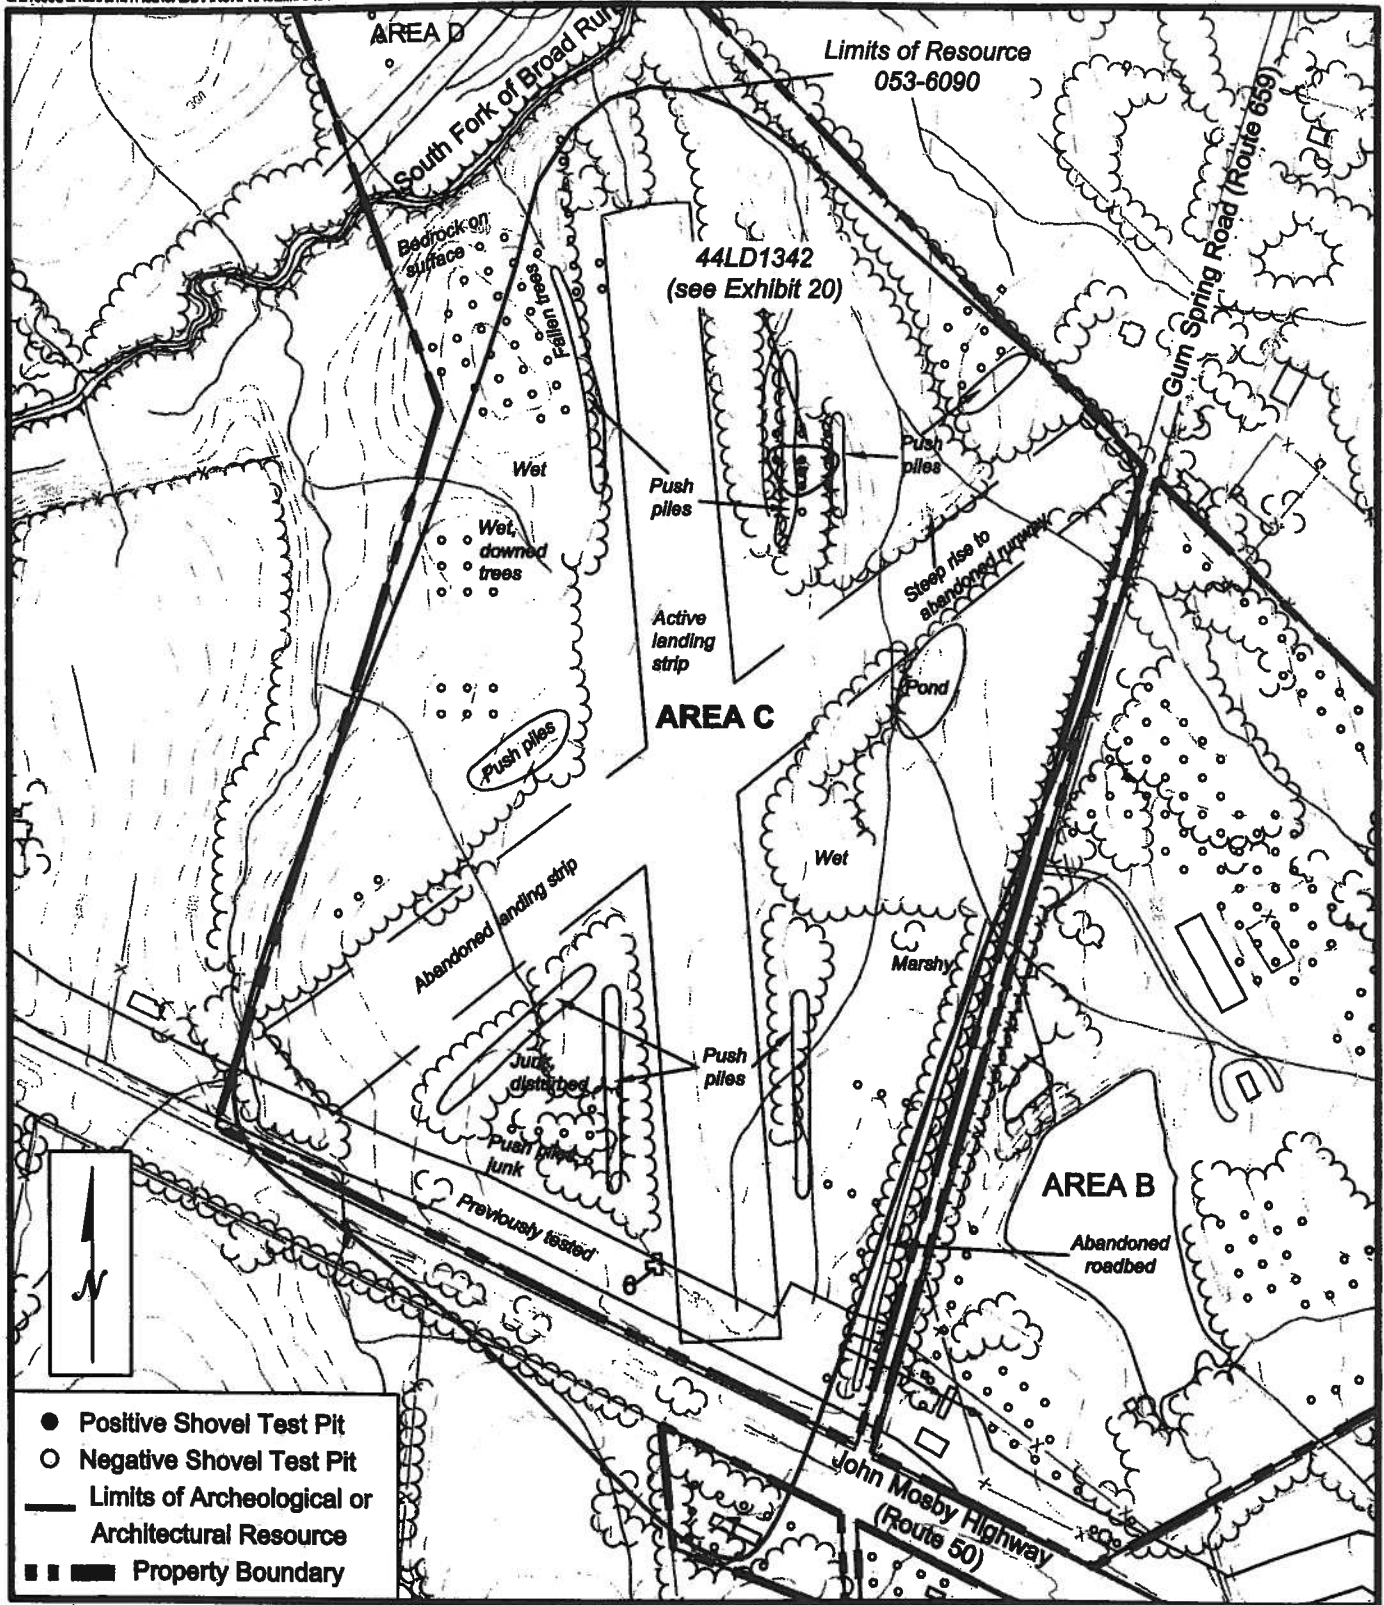 AREA D
South Fork of Broad Run
Limits of Resource
053-6090
Gum Spring Road (Route 659)
300
Bedrock on
surface
Fallen trees
44LD1342
(see Exhibit 20)
Wet
Push
piles
Push
piles
Wet,
downed
trees
Steep rise to
abandoned runway
Active
landing
strip
Pond
AREA C
Push piles
Wet
Abandoned landing strip
Marshy
Junk,
disturbed
Push
piles
Push piles,
junk
Previously tested
AREA B
Abandoned
roadbed
N
John Mosby Highway
(Route 50)
Positive Shovel Test Pit
Negative Shovel Test Pit
Limits of Archeological or
Architectural Resource
Property Boundary